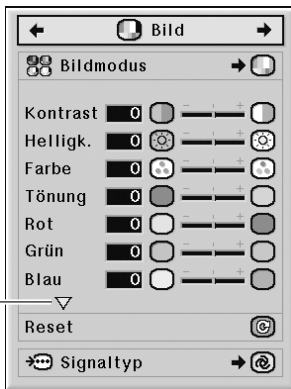 Bild
Bildmodus
Kontrast 0
Helligk. 0
Farbe 0
Tönung 0
Rot 0
Grün 0
Blau 0
Reset
Signaltyp